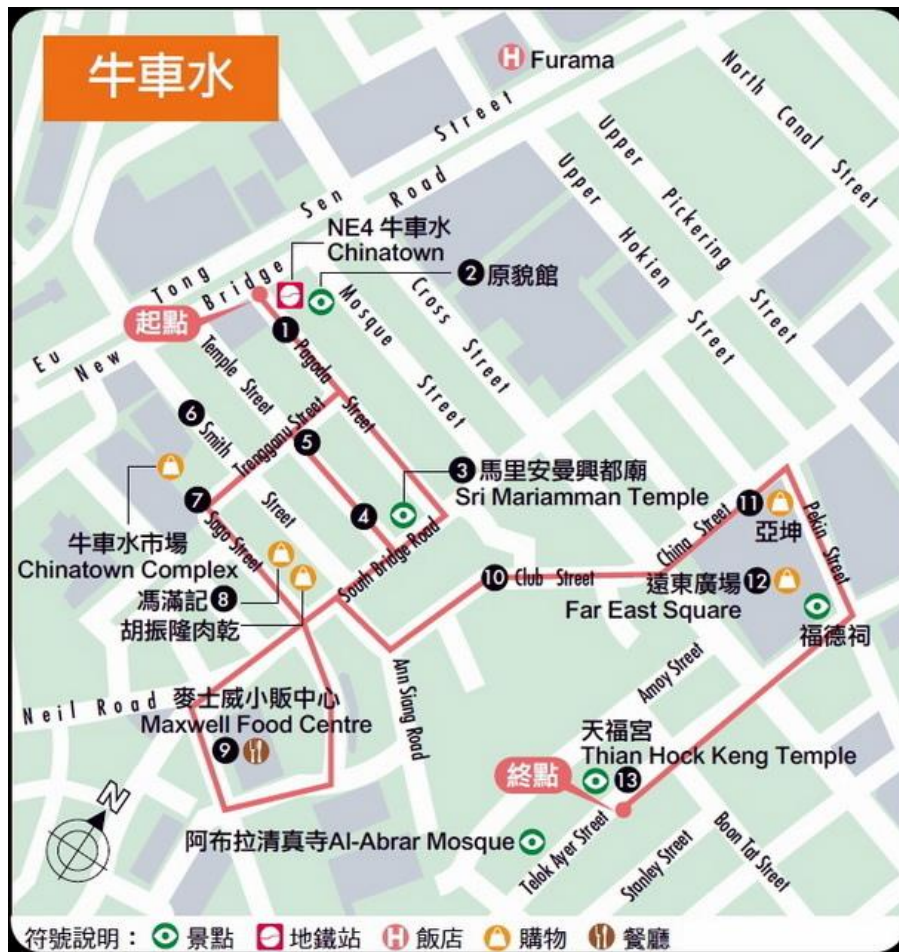 牛車水
Furama
North Canal Street
Upper Pickering Street
Upper Hokien Street
Eu Tong Sen Street
New Bridge Road
NE4 牛車水
Chinatown
2 原貌館
起點
1 Pagoda Street
Mosque Street
Cross Street
Temple Street
Trengganu Street
5
6 Smith Street
3 馬里安曼興都廟
Sri Mariamman Temple
4
7 Sago Street
South Bridge Road
牛車水市場
Chinatown Complex
馮滿記 8
胡振隆肉乾
10 Club Street
China Street
Pekin Street
11
亞坤
遠東廣場 12
Far East Square
福德祠
Neil Road
麥士威小販中心
Maxwell Food Centre
9
Ann Siang Road
Amoy Street
天福宮
Thian Hock Keng Temple
13
終點
阿布拉清真寺Al-Abrar Mosque
Telok Ayer Street
Stanley Street
Boon Tat Street
N
符號說明： 景點 地鐵站 H 飯店 購物 餐廳